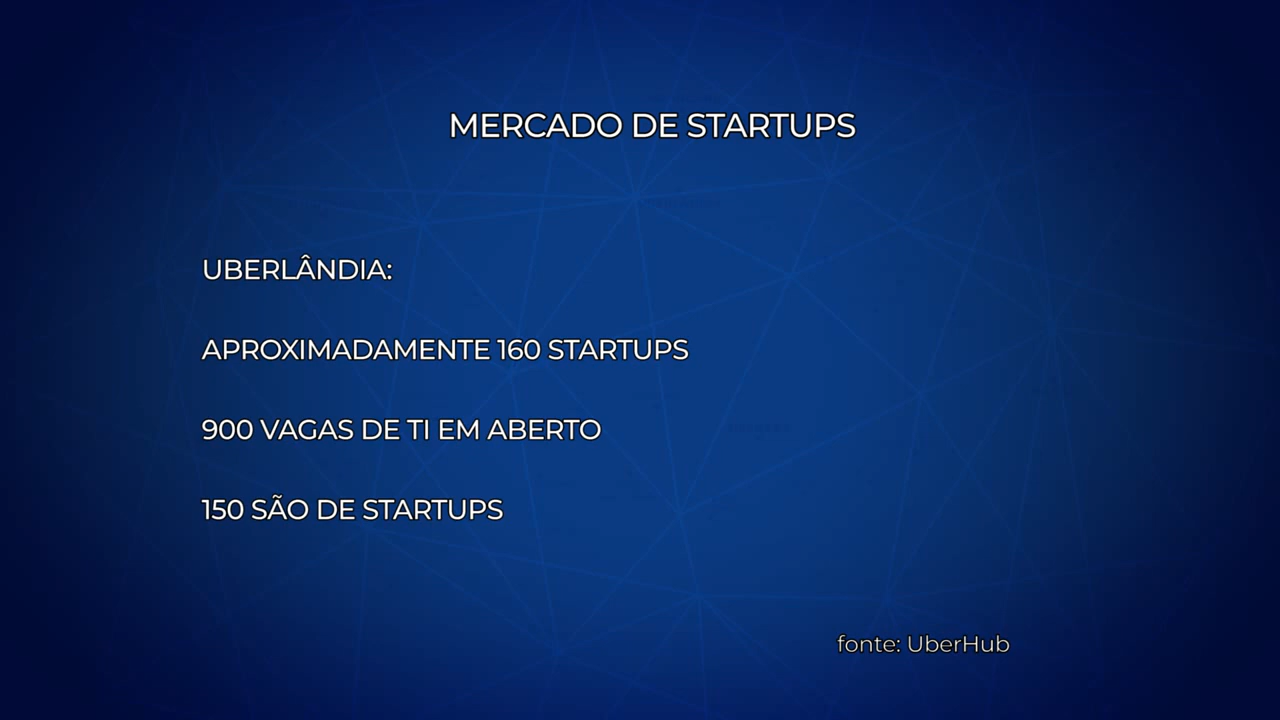 MERCADO DE STARTUPS
UBERLÂNDIA:
APROXIMADAMENTE 160 STARTUPS
900 VAGAS DE TI EM ABERTO
150 SÃO DE STARTUPS
fonte: UberHub